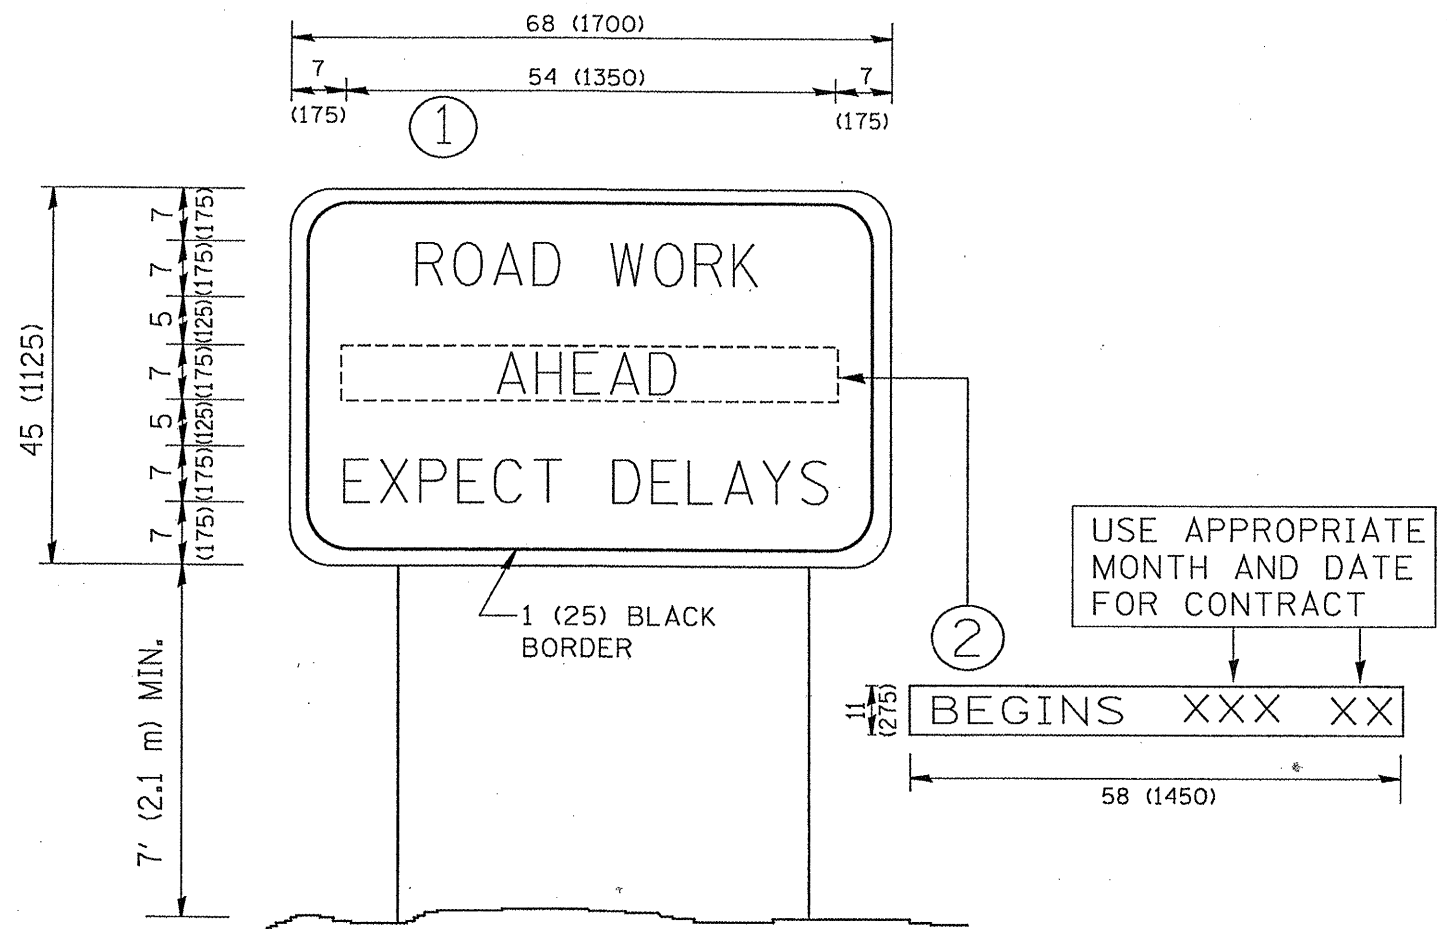 68 (1700)
7
54 (1350)
7
(175)
(175)
1
7
(175)
7
(175)
5
(125)
7
(175)
5
(125)
7
(175)
7
(175)
45 (1125)
ROAD WORK
AHEAD
EXPECT DELAYS
1 (25) BLACK
BORDER
7' (2.1 m) MIN.
USE APPROPRIATE
MONTH AND DATE
FOR CONTRACT
2
11
(275)
BEGINS XXX XX
58 (1450)